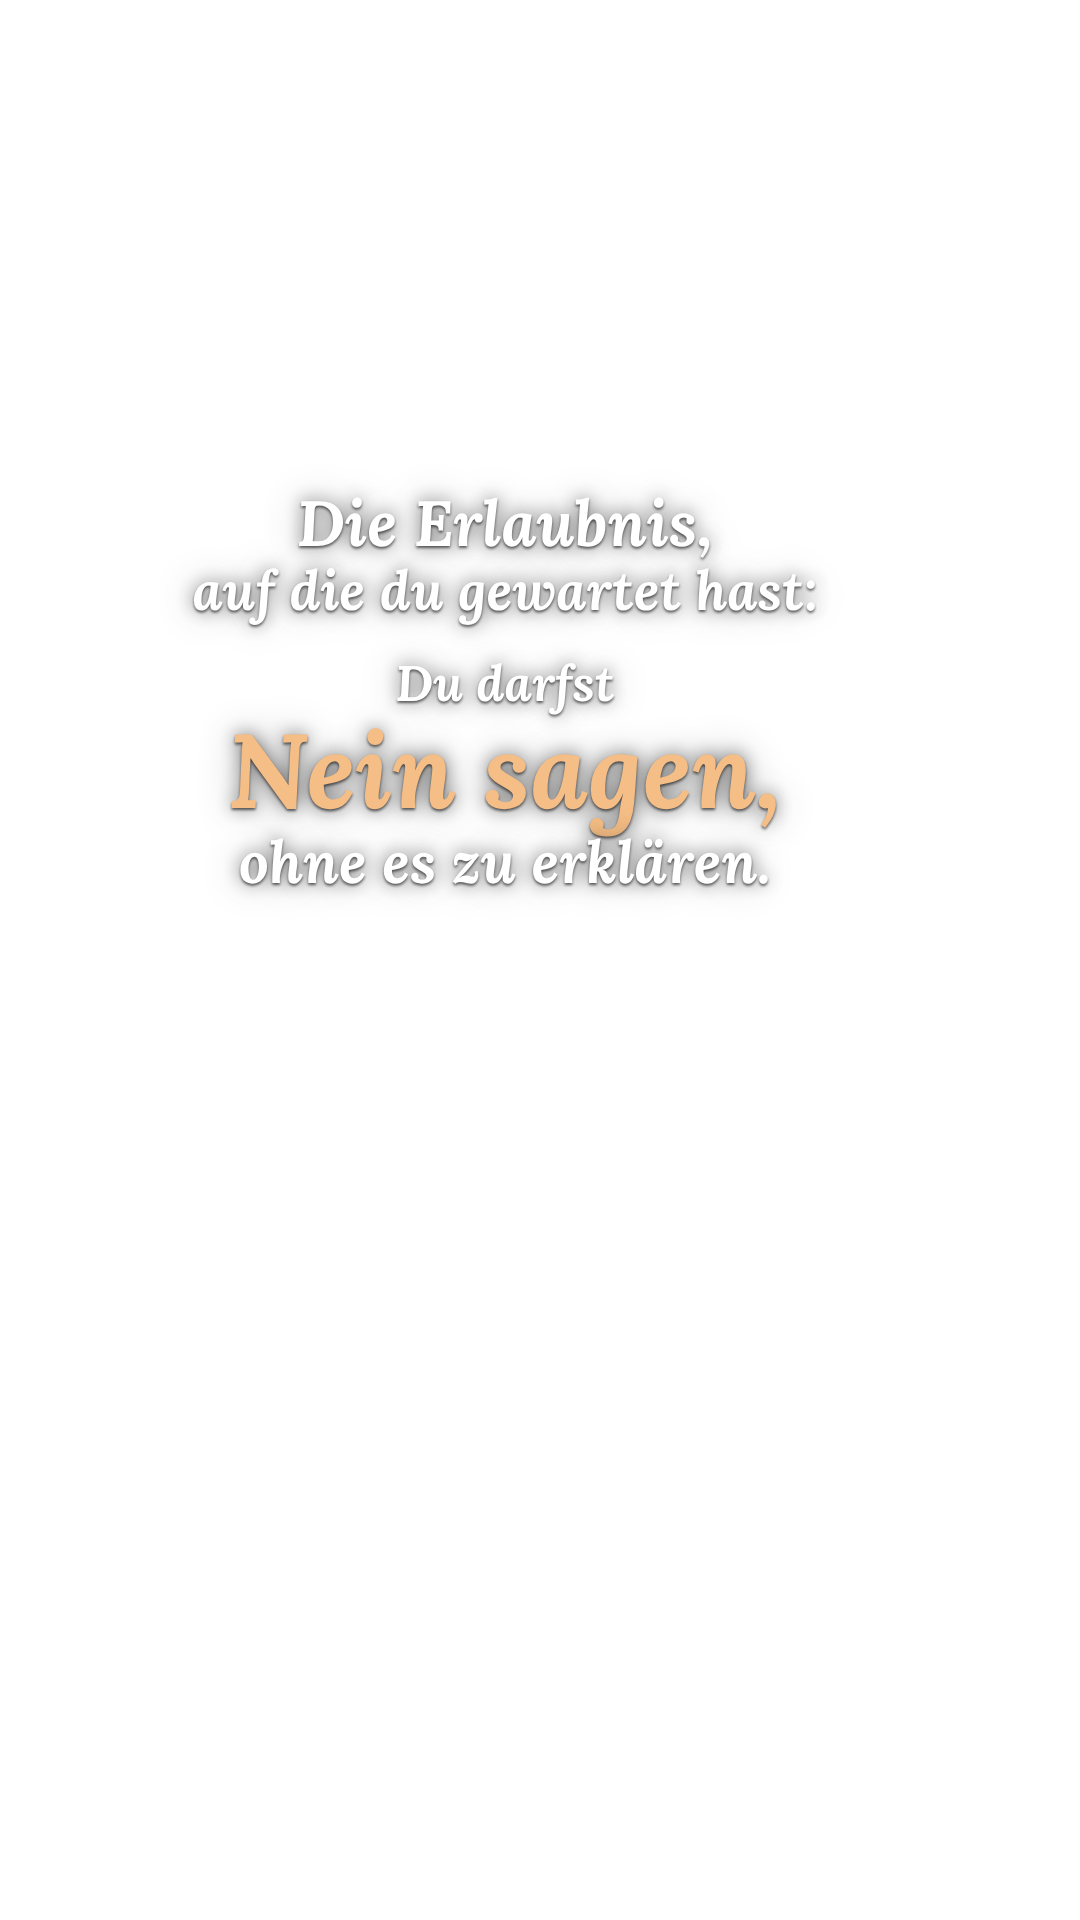 Die Erlaubnis,
auf die du gewartet hast:
Du darfst
Nein sagen,
ohne es zu erklären.